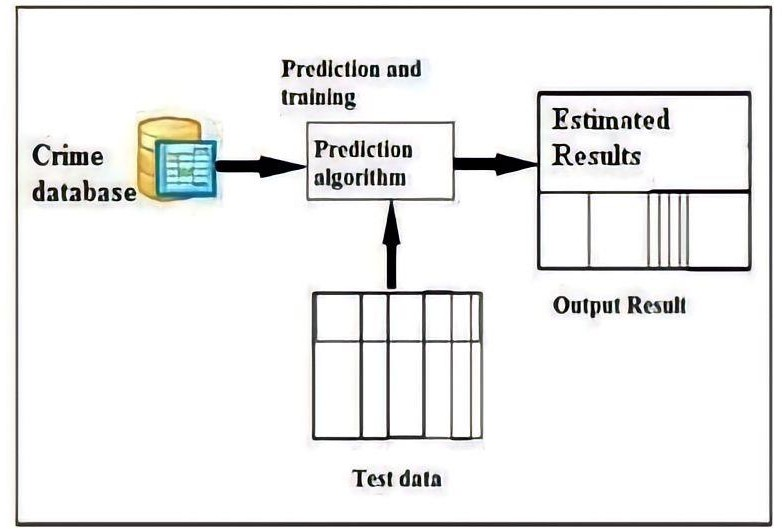 Prediction and
training
Crime
database
Prediction
algorithm
Estimated
Results
Output Result
Test data